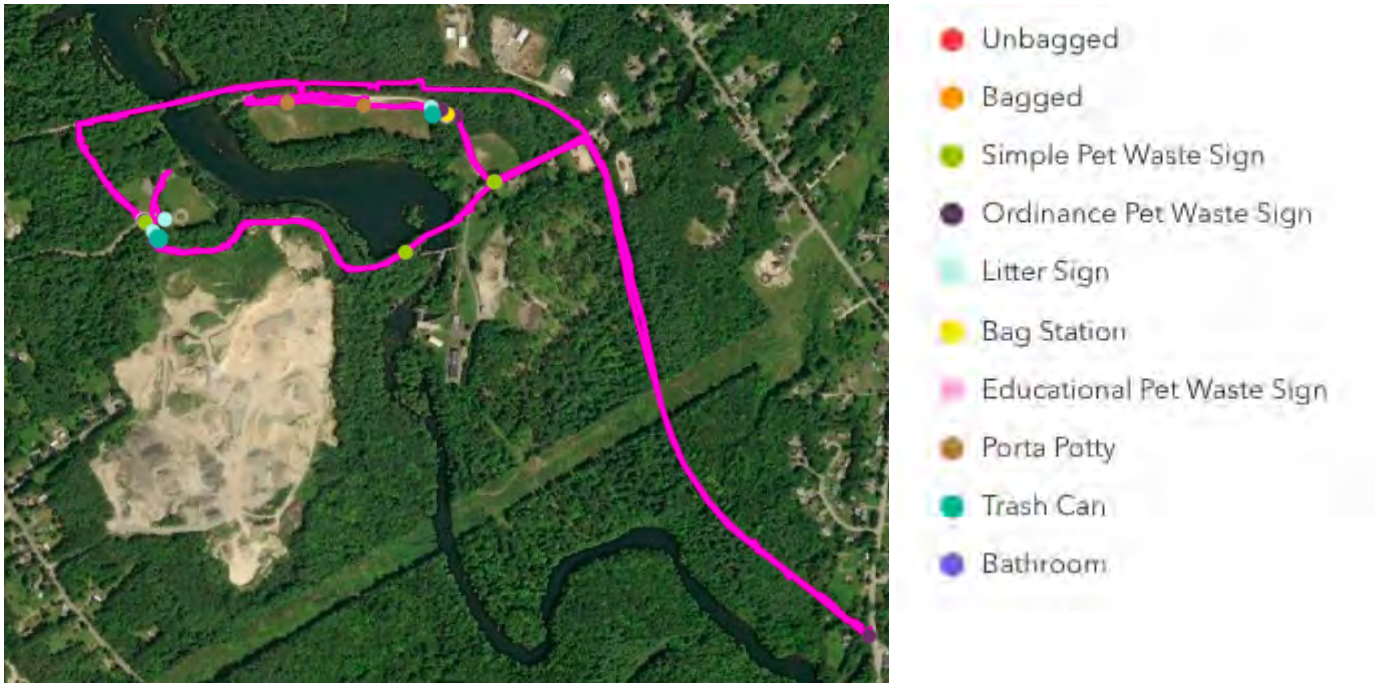 Unbagged
Bagged
Simple Pet Waste Sign
Ordinance Pet Waste Sign
Litter Sign
Bag Station
Educational Pet Waste Sign
Porta Potty
Trash Can
Bathroom